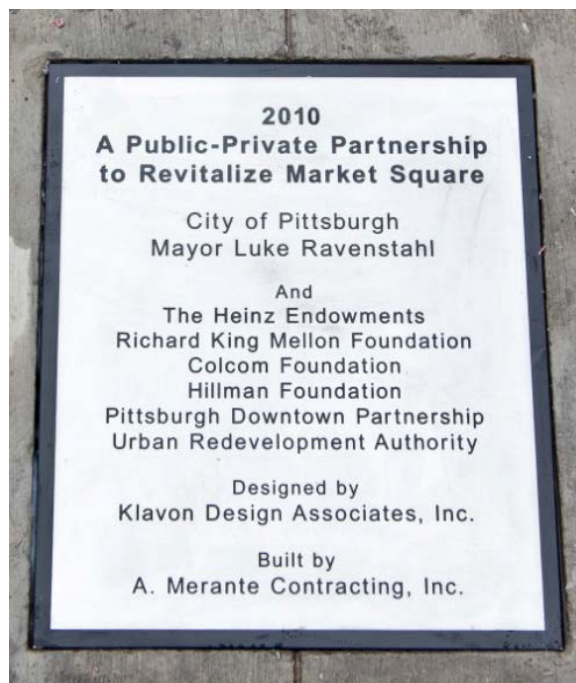 2010
A Public-Private Partnership
to Revitalize Market Square
City of Pittsburgh
Mayor Luke Ravenstahl
And
The Heinz Endowments
Richard King Mellon Foundation
Colcom Foundation
Hillman Foundation
Pittsburgh Downtown Partnership
Urban Redevelopment Authority
Designed by
Klavon Design Associates, Inc.
Built by
A. Merante Contracting, Inc.